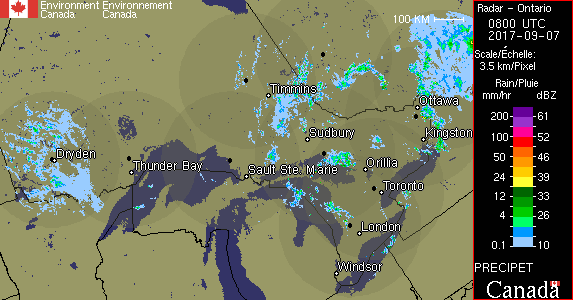 Environment Environnement
Canada Canada
100 KM
Timmins
Ottawa
Sudbury
Kingston
Dryden
Thunder Bay
Sault Ste. Marie
Orillia
Toronto
London
Windsor
Radar - Ontario
0800 UTC
2017-09-07
Scale/Échelle:
3.5 km/Pixel
Rain/Pluie
mm/hr dBZ
200 61
100 52
50 46
24 39
12 33
4 26
0.1 10
PRECIPET
Canada